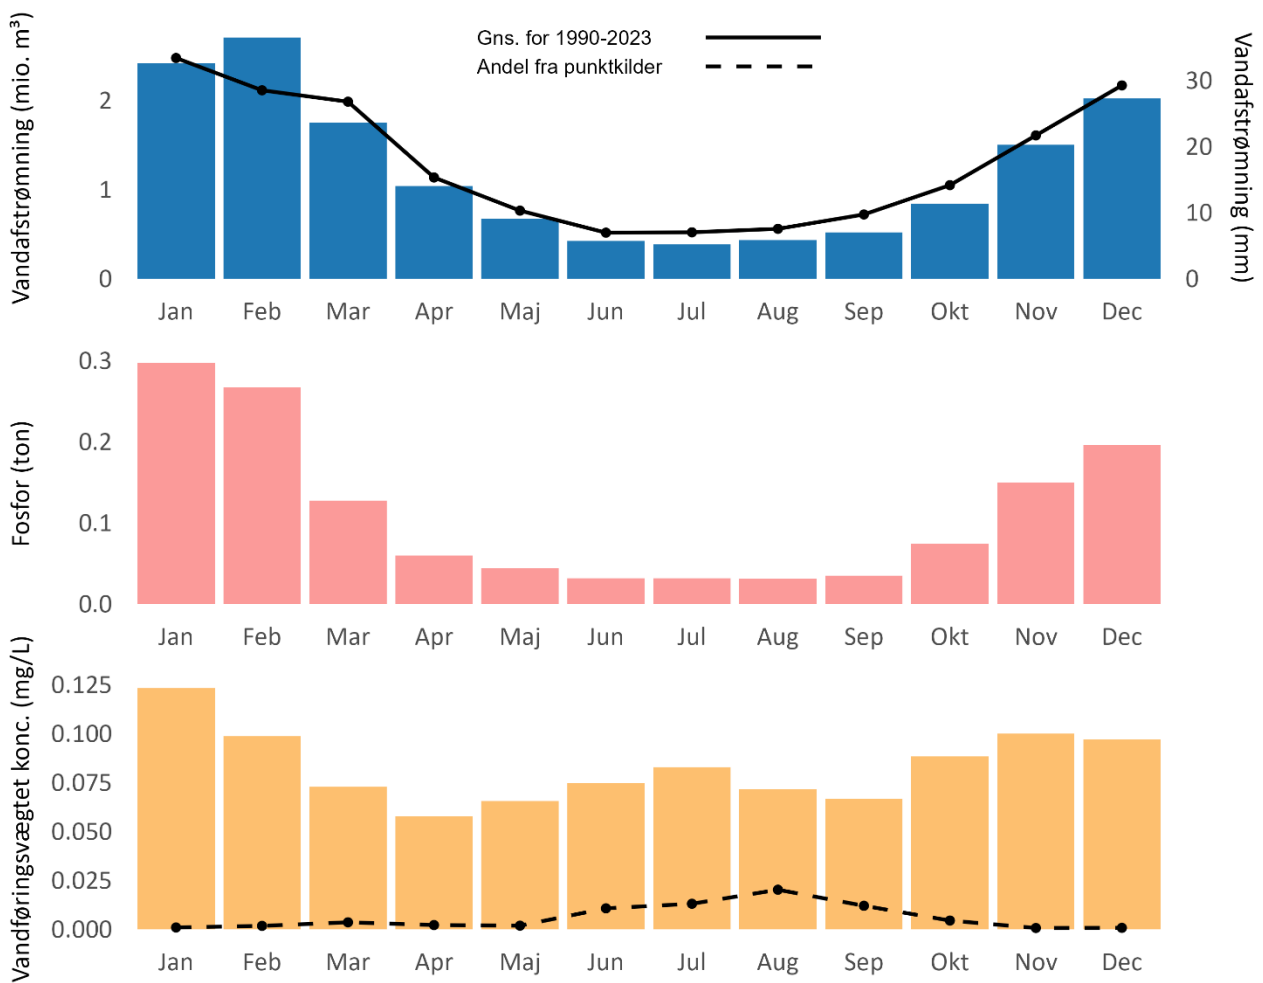 Gns. for 1990-2023
Andel fra punktkilder
Vandafstrømning (mio. m³)
2
1
0
30
20
10
0
Vandafstrømning (mm)
Jan Feb Mar Apr Maj Jun Jul Aug Sep Okt Nov Dec
Fosfor (ton)
0.3
0.2
0.1
0.0
Jan Feb Mar Apr Maj Jun Jul Aug Sep Okt Nov Dec
Vandføringsvægtet konc. (mg/L)
0.125
0.100
0.075
0.050
0.025
0.000
Jan Feb Mar Apr Maj Jun Jul Aug Sep Okt Nov Dec